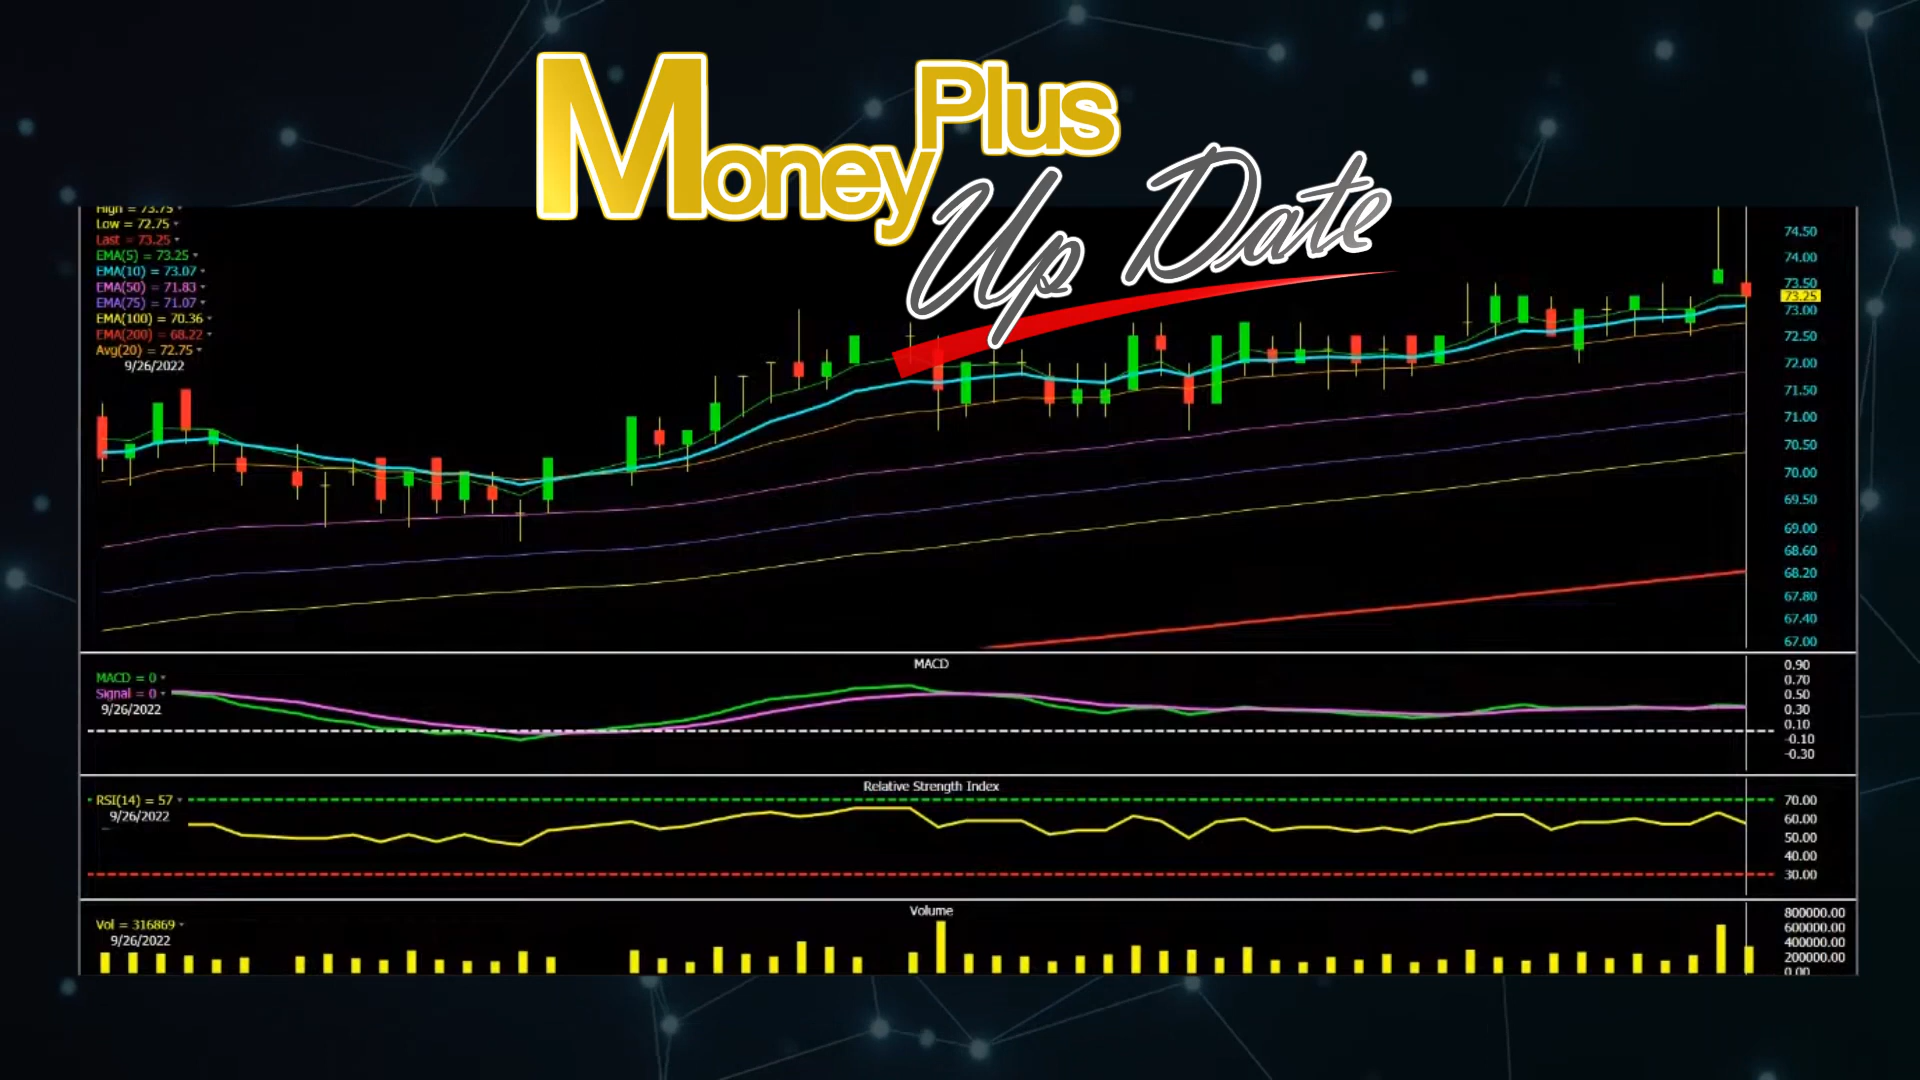 Money Plus
Up Date
High = 73.75
Low = 72.75
Last = 73.25
EMA(5) = 73.25
EMA(10) = 73.07
EMA(50) = 71.83
EMA(75) = 71.07
EMA(100) = 70.36
EMA(200) = 68.22
Avg(20) = 72.75
9/26/2022
74.50
74.00
73.50
73.25
73.00
72.50
72.00
71.50
71.00
70.50
70.00
69.50
69.00
68.60
68.20
67.80
67.40
67.00
MACD
MACD = 0
Signal = 0
9/26/2022
0.90
0.70
0.50
0.30
0.10
-0.10
-0.30
Relative Strength Index
RSI(14) = 57
9/26/2022
70.00
60.00
50.00
40.00
30.00
Volume
Vol = 316869
9/26/2022
800000.00
600000.00
400000.00
200000.00
0.00